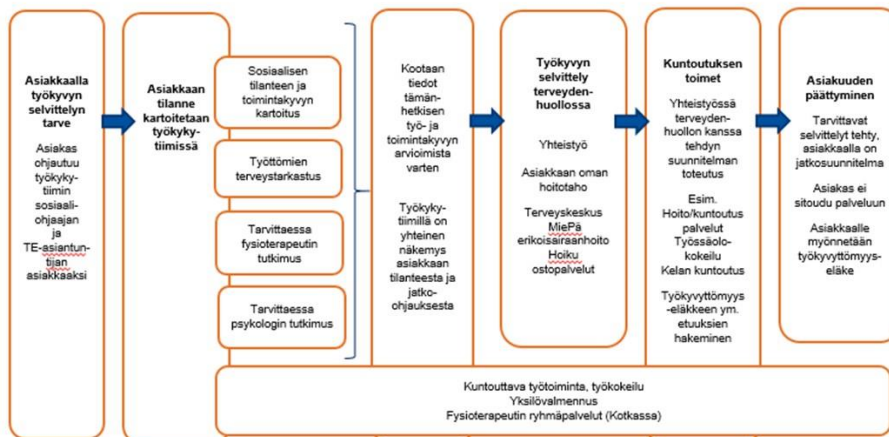 Asiakkaalla
työkyvyn
selvittelyn
tarve
Asiakas
ohjautuu
työkyky-
tiimin
sosiaali-
ohjaajan
ja
TE-asiantun-
tijan
asiakkaaksi
Asiakkaan
tilanne
kartoitetaan
työkyky-
tiimissä
Sosiaalisen
tilanteen ja
toimintakyvyn
kartoitus
Työttömien
terveystarkastus
Tarvittaessa
fysioterapeutin
tutkimus
Tarvittaessa
psykologin tutkimus
Kootaan
tiedot
tämän-
hetkisen
työ- ja
toimintakyvyn
arvioimista
varten
Työkyky-
tiimillä on
yhteinen
näkemys
asiakkaan
tilanteesta ja
jatko-
ohjauksesta
Työkyvyn
selvittely
terveyden-
huollossa
Yhteistyö
Asiakkaan oman
hoitotaho
Terveyskeskus
MiePä
erikoisairaanhoito
Hoiku
ostopalvelut
Kuntoutuksen
toimet
Yhteistyössä
terveyden-
huollon kanssa
tehdyn
suunnitelman
toteutus
Esim.
Hoito/kuntoutus
palvelut
Työssäolo-
kokeilu
Kelan kuntoutus
Työkyvyttömyys
-eläkkeen ym.
etuuksien
hakeminen
Asiakuuden
päättyminen
Tarvittavat
selvittelyt tehty,
asiakkaalla on
jatkosuunnitelma
Asiakas ei
sitoudu palveluun
Asiakkaalle
myönnetään
työkyvyttömyys-
eläke
Kuntouttava työtoiminta, työkokeilu
Yksilövalmennus
Fysioterapeutin ryhmäpalvelut (Kotkassa)